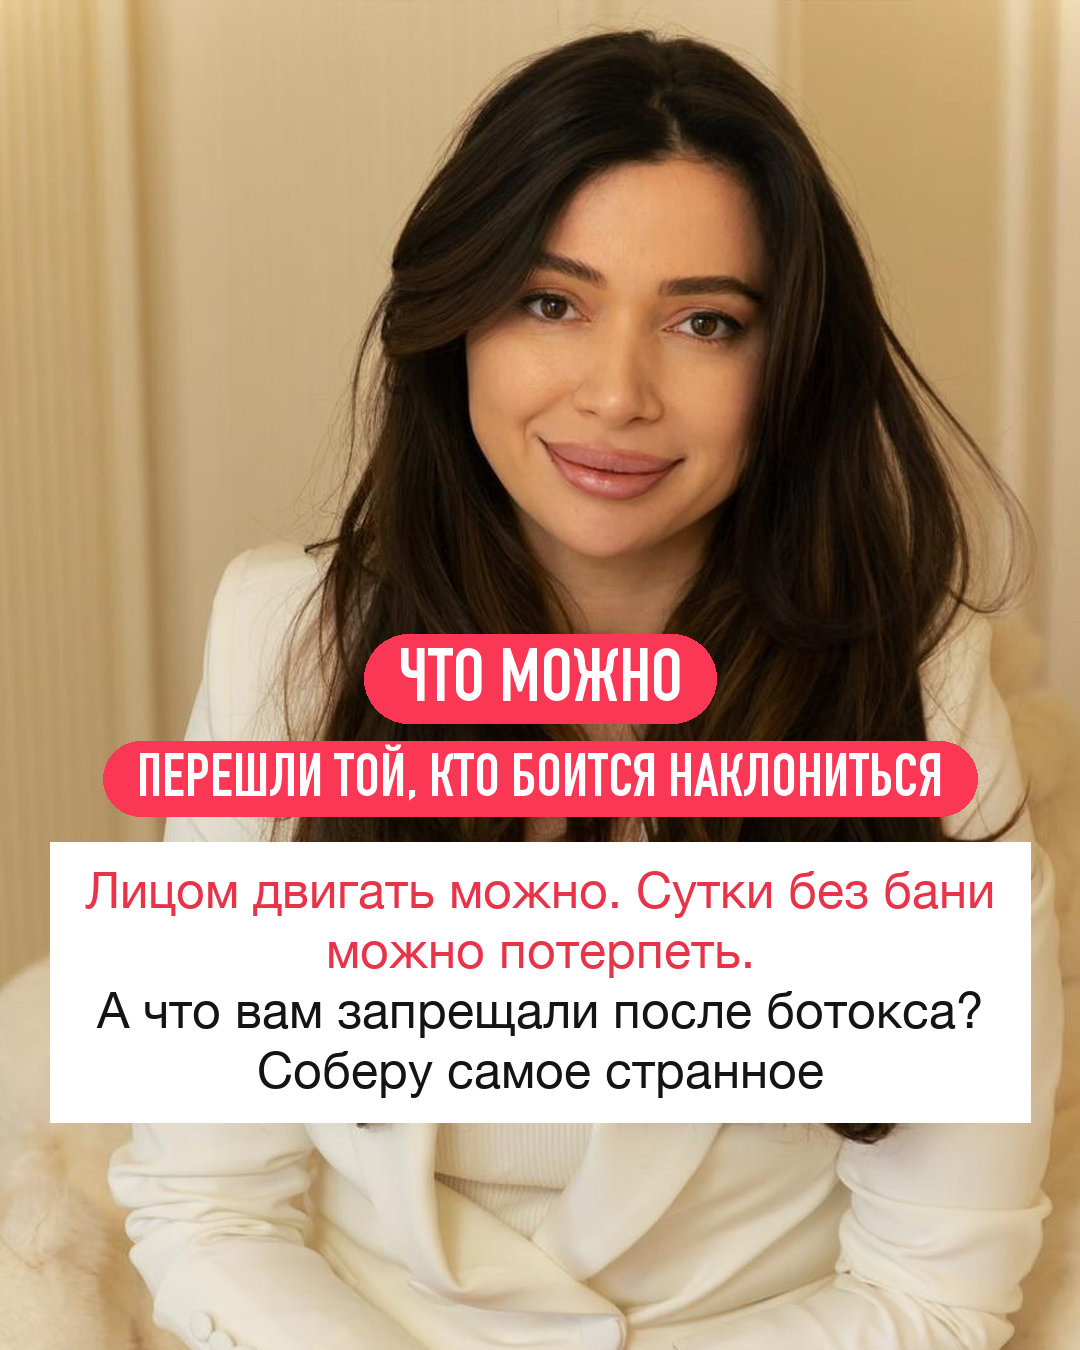 ЧТО МОЖНО
ПЕРЕШЛИ ТОЙ, КТО БОИТСЯ НАКЛОНИТЬСЯ
Лицом двигать можно. Сутки без бани
можно потерпеть.
А что вам запрещали после ботокса?
Соберу самое странное